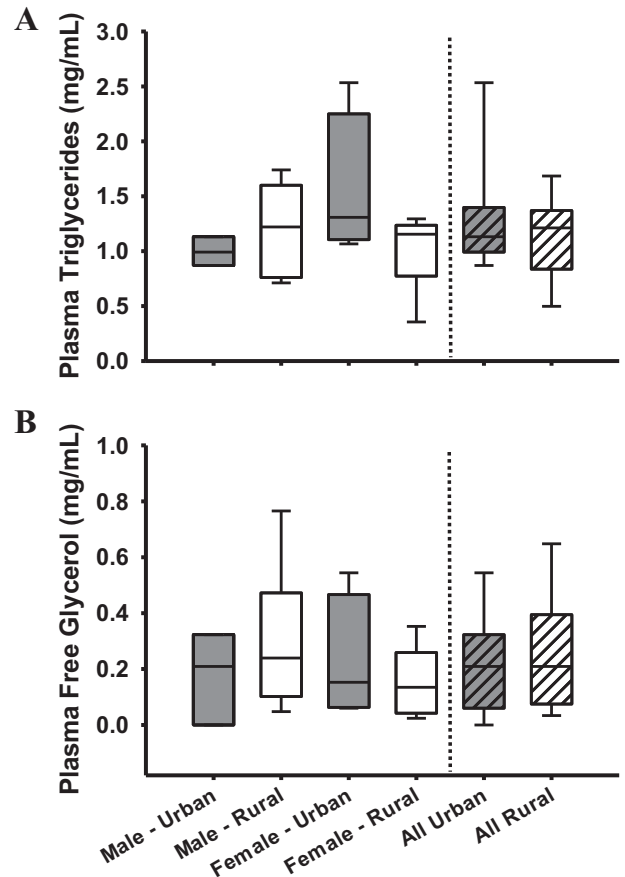 A
Plasma Triglycerides (mg/mL)
3.0
2.5
2.0
1.5
1.0
0.5
0.0
B
Plasma Free Glycerol (mg/mL)
1.0
0.8
0.6
0.4
0.2
0.0
Male - Urban
Male - Rural
Female - Urban
Female - Rural
All Urban
All Rural